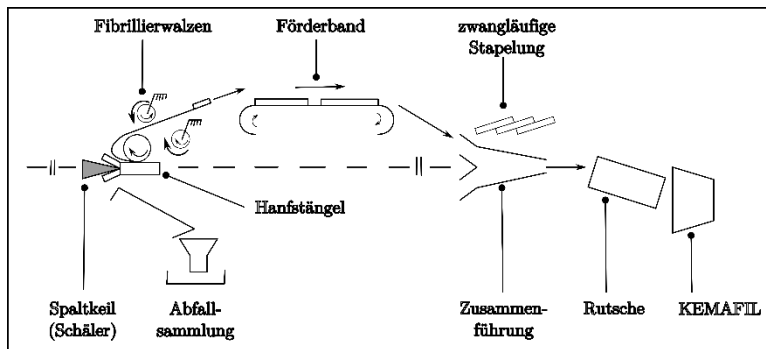 Fibrillierwalzen
Förderband
zwangläufige
Stapelung
Hanfstängel
Spaltkeil
(Schäler)
Abfall-
sammlung
Zusammen-
führung
Rutsche
KEMAFIL